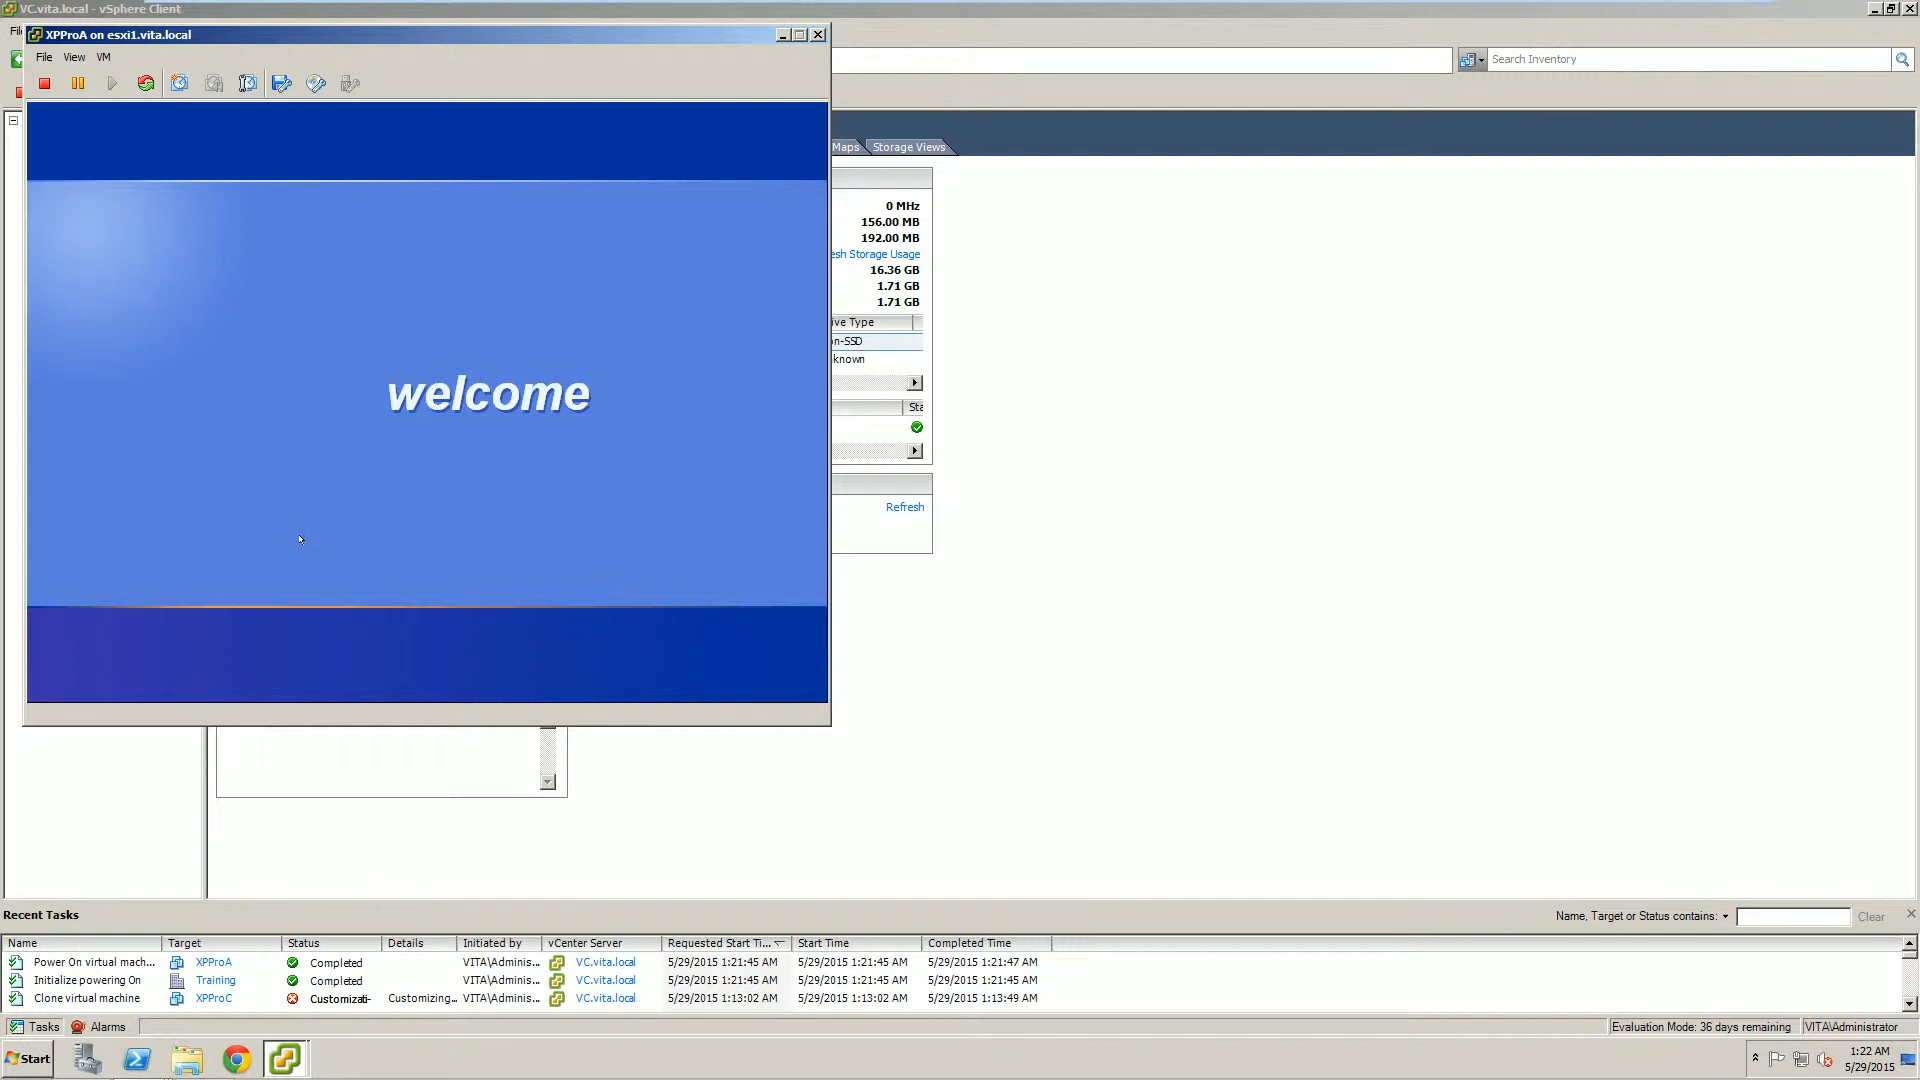 VC.vita.local - vSphere Client
XPProA on esxi1.vita.local
File View VM
Search Inventory
Maps Storage Views
0 MHz
156.00 MB
192.00 MB
esh Storage Usage
16.36 GB
1.71 GB
1.71 GB
ive Type
on-SSD
known
Sta
welcome
Refresh
Recent Tasks
Name, Target or Status contains: Clear
Name Target Status Details Initiated by vCenter Server Requested Start Ti... Start Time Completed Time
Power On virtual mach... XPProA Completed VITA\Adminis... VC.vita.local 5/29/2015 1:21:45 AM 5/29/2015 1:21:45 AM 5/29/2015 1:21:47 AM
Initialize powering On Training Completed VITA\Adminis... VC.vita.local 5/29/2015 1:21:45 AM 5/29/2015 1:21:45 AM 5/29/2015 1:21:45 AM
Clone virtual machine XPProC Customizati- Customizing... VITA\Adminis... VC.vita.local 5/29/2015 1:13:02 AM 5/29/2015 1:13:02 AM 5/29/2015 1:13:49 AM
Tasks Alarms Evaluation Mode: 36 days remaining VITA\Administrator
Start 1:22 AM
5/29/2015